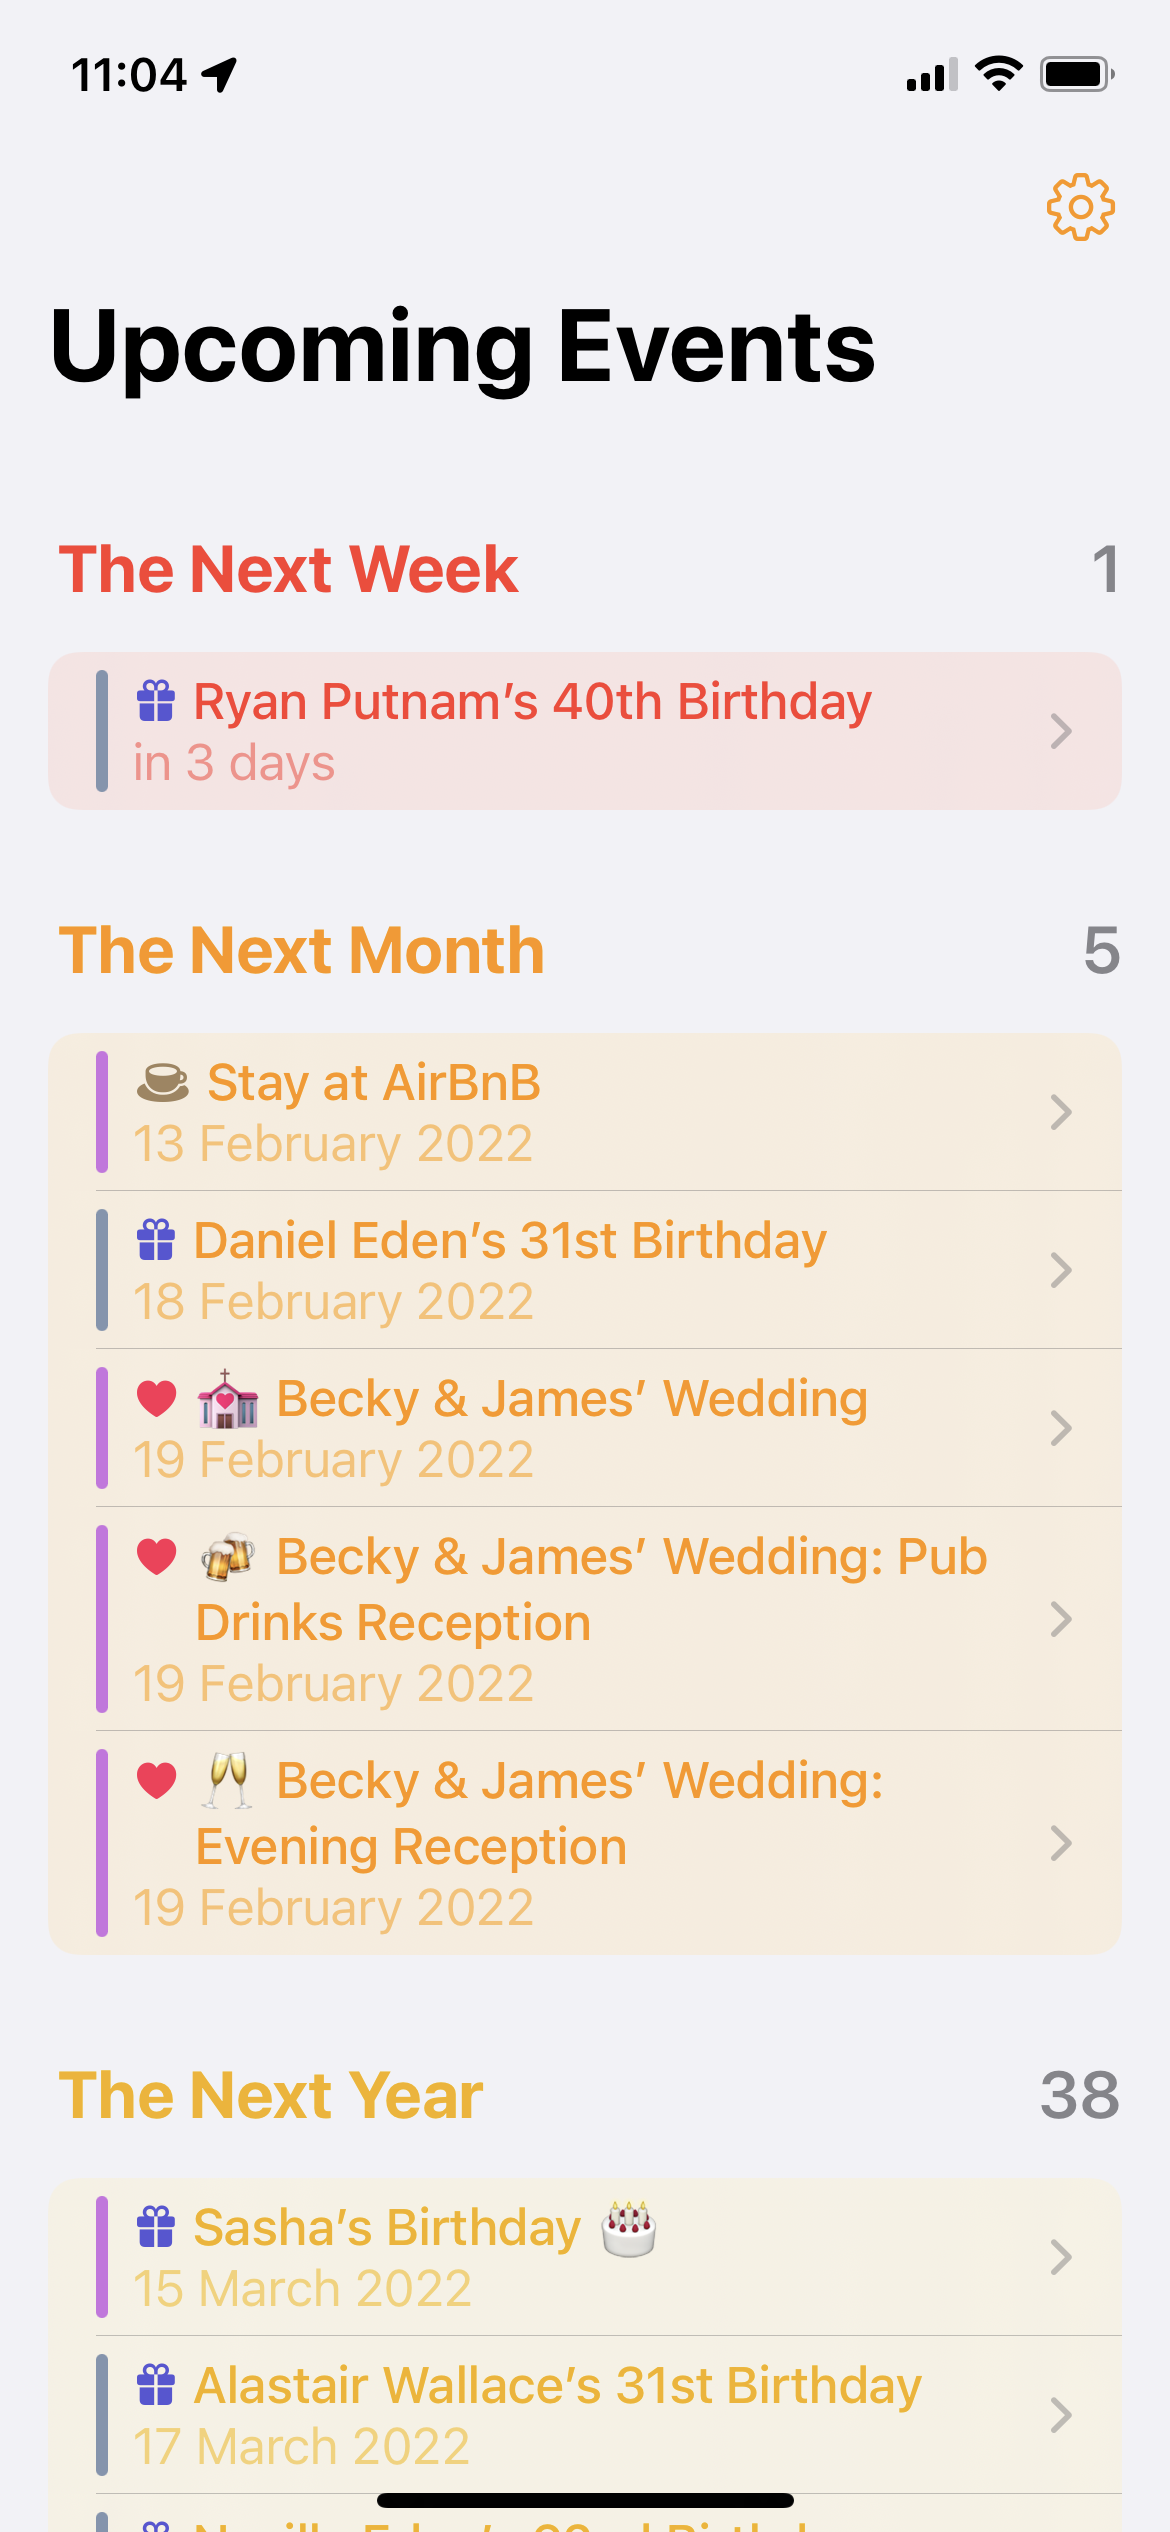 11:04
Upcoming Events
The Next Week 1
Ryan Putnam’s 40th Birthday
in 3 days
The Next Month 5
Stay at AirBnB
13 February 2022
Daniel Eden’s 31st Birthday
18 February 2022
Becky & James’ Wedding
19 February 2022
Becky & James’ Wedding: Pub
Drinks Reception
19 February 2022
Becky & James’ Wedding:
Evening Reception
19 February 2022
The Next Year 38
Sasha’s Birthday
15 March 2022
Alastair Wallace’s 31st Birthday
17 March 2022